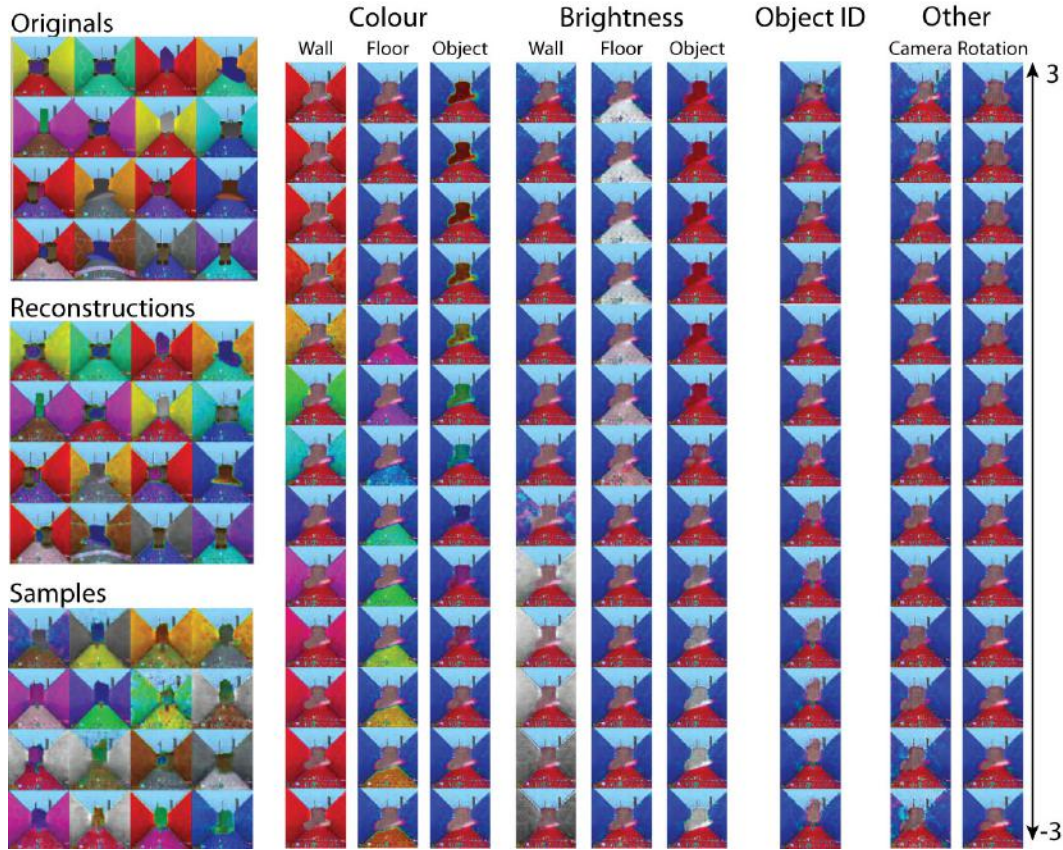 Originals
Reconstructions
Samples
Colour Brightness Object ID Other
Wall Floor Object Wall Floor Object Camera Rotation
3
-3